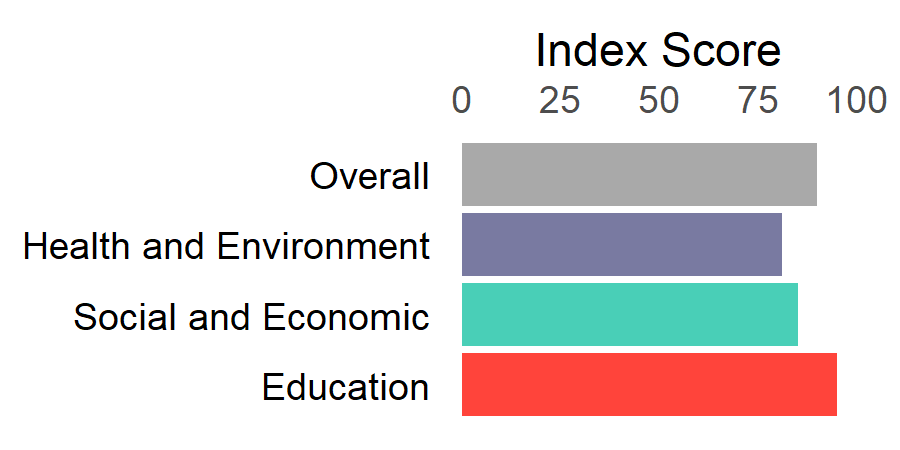 Index Score
0 25 50 75 100
Overall
Health and Environment
Social and Economic
Education